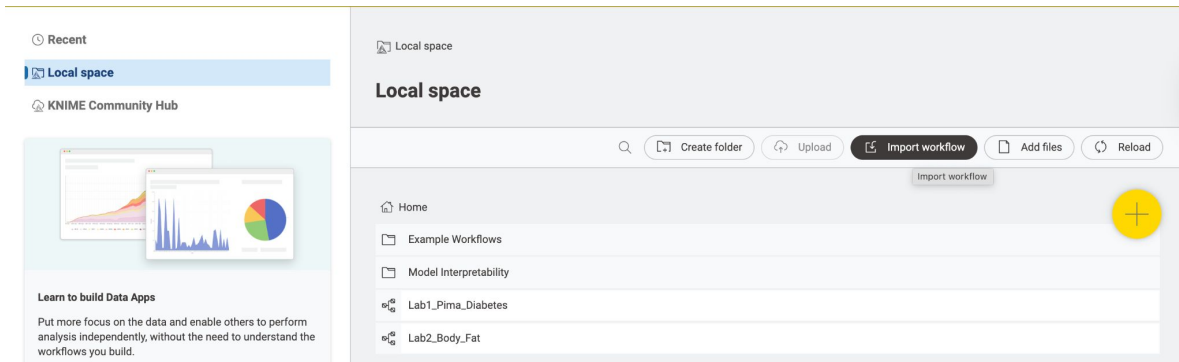 Recent
Local space
KNIME Community Hub
Learn to build Data Apps
Put more focus on the data and enable others to perform
analysis independently, without the need to understand the
workflows you build.
Local space
Local space
Create folder
Upload
Import workflow
Add files
Reload
Import workflow
Home
Example Workflows
Model Interpretability
Lab1_Pima_Diabetes
Lab2_Body_Fat